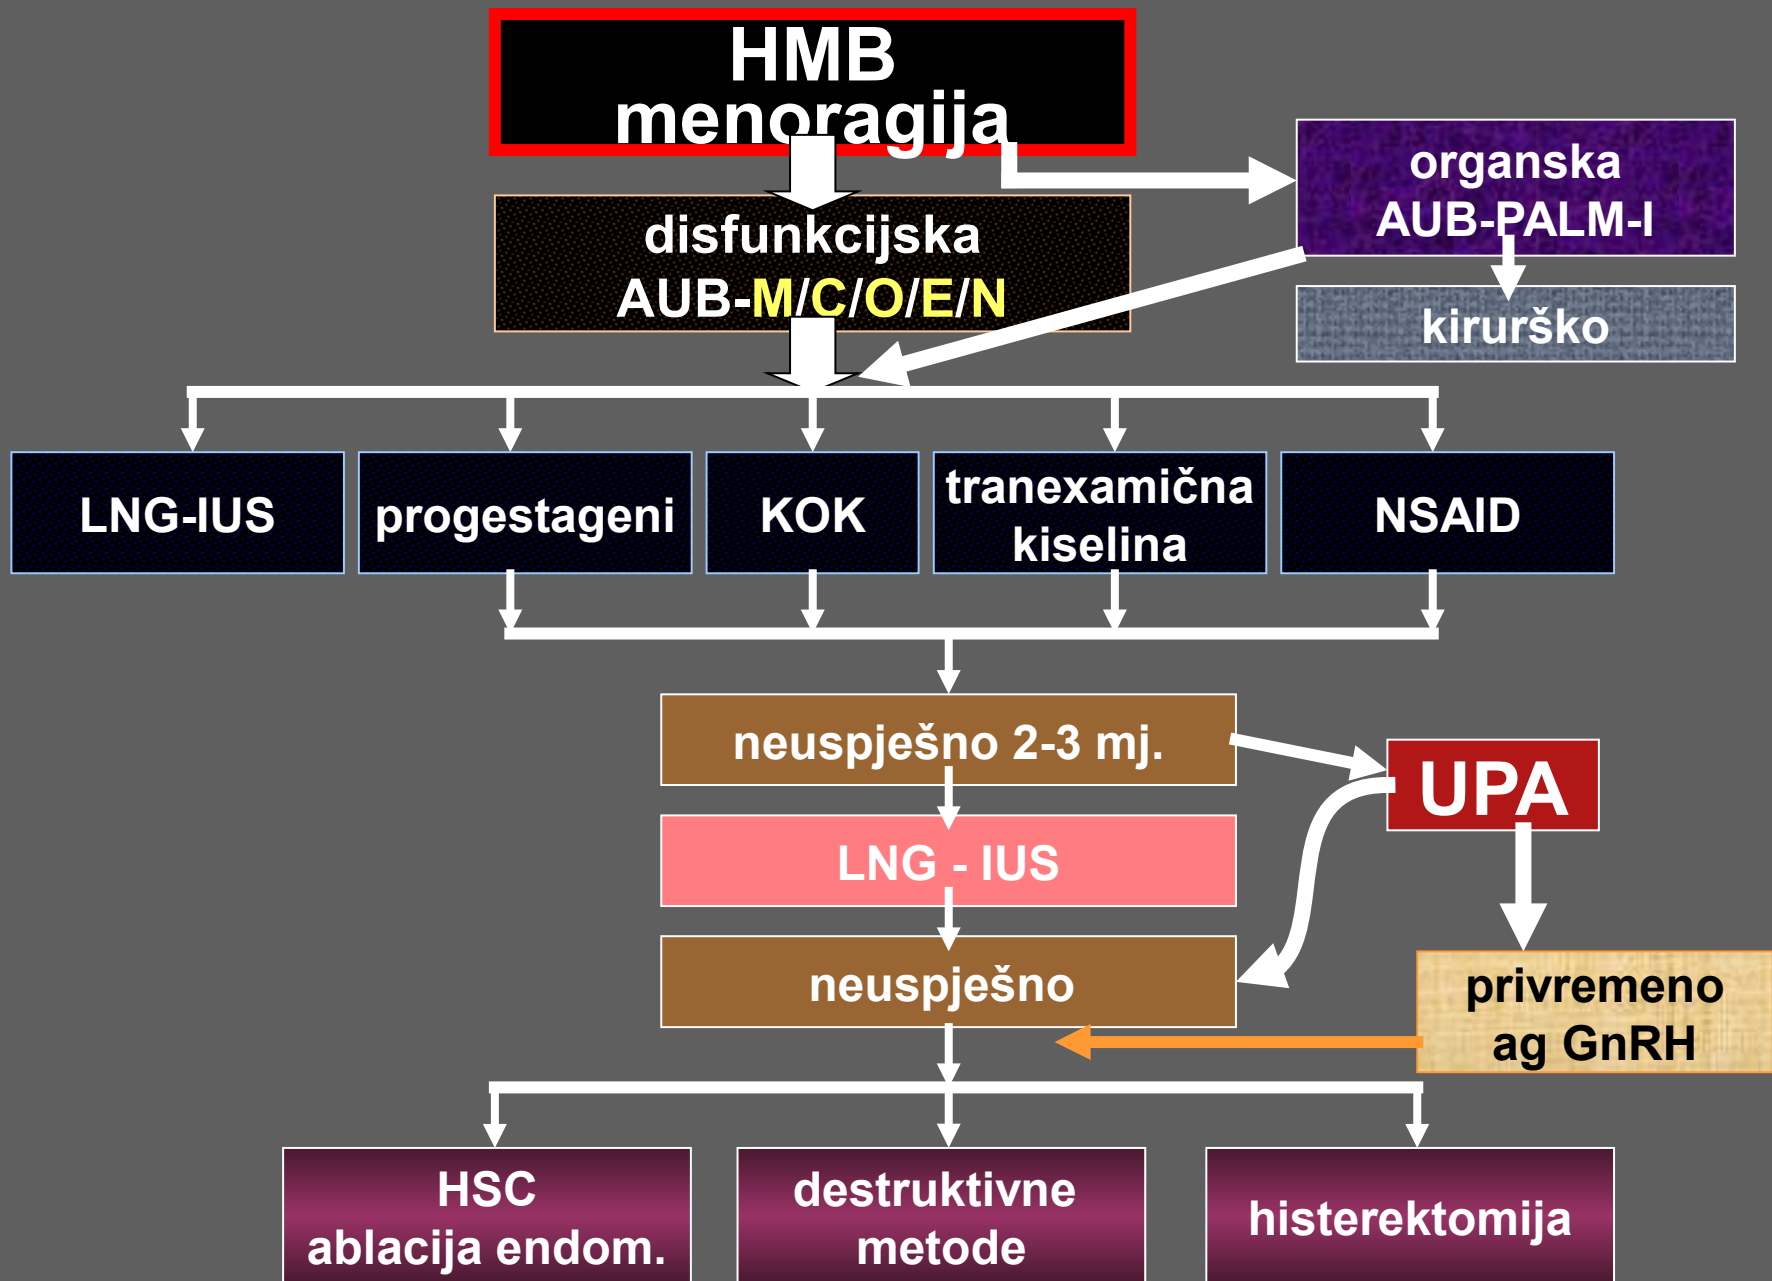 HMB
menoragija
organska
AUB-PALM-I
disfunkcijska
AUB-M/C/O/E/N
kirurško
LNG-IUS
progestageni
KOK
tranexamična
kiselina
NSAID
neuspješno 2-3 mj.
UPA
LNG - IUS
neuspješno
privremeno
ag GnRH
HSC
ablacija endom.
destruktivne
metode
histerektomija